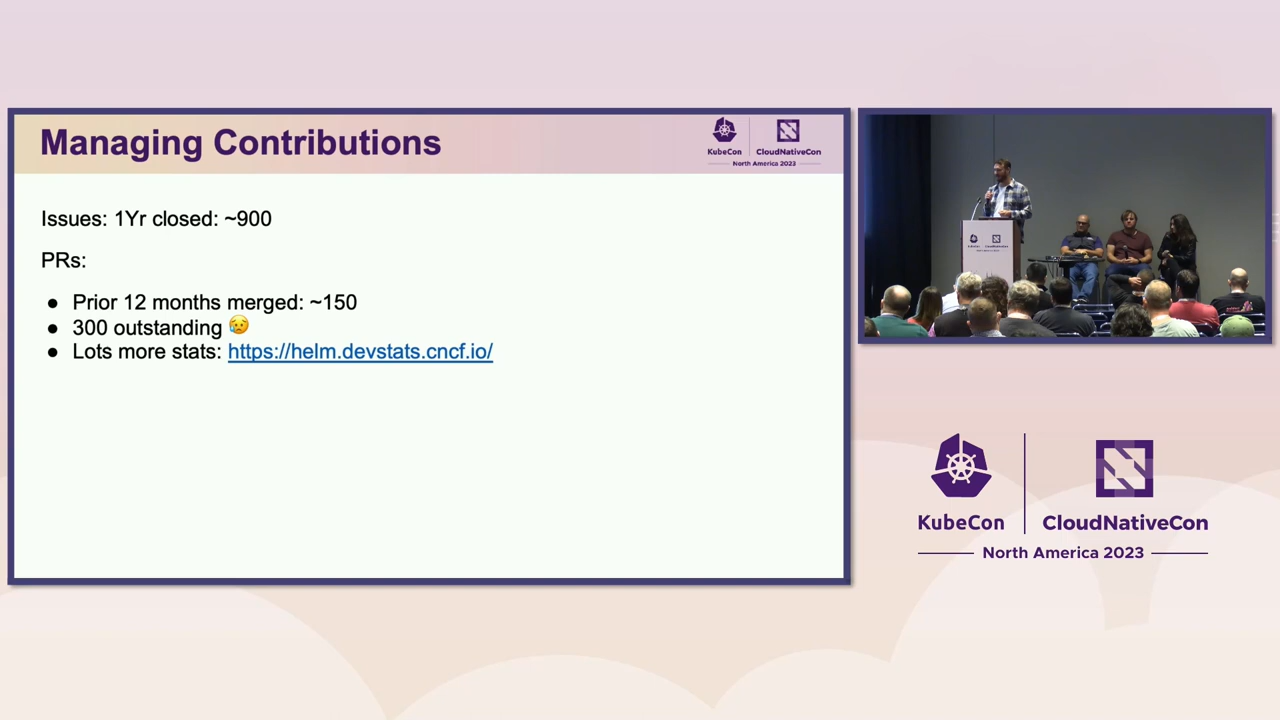 Managing Contributions
KubeCon
CloudNativeCon
North America 2023
Issues: 1Yr closed: ~900
PRs:
● Prior 12 months merged: ~150
● 300 outstanding 😥
● Lots more stats: https://helm.devstats.cncf.io/
KubeCon
CloudNativeCon
North America 2023